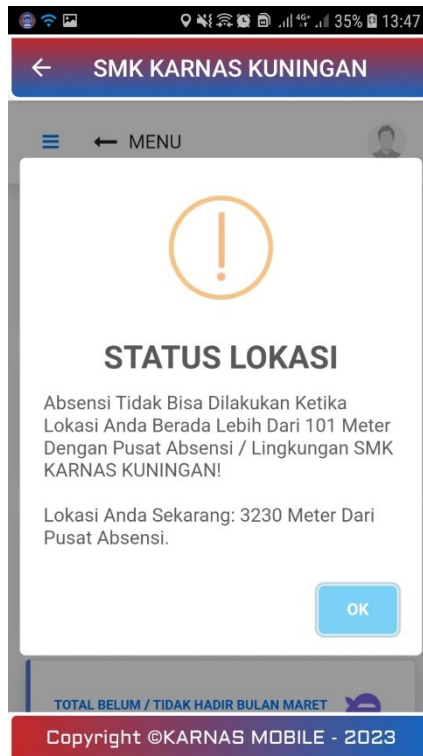 4G+ 35% 13:47
SMK KARNAS KUNINGAN
MENU
STATUS LOKASI
Absensi Tidak Bisa Dilakukan Ketika
Lokasi Anda Berada Lebih Dari 101 Meter
Dengan Pusat Absensi / Lingkungan SMK
KARNAS KUNINGAN!
Lokasi Anda Sekarang: 3230 Meter Dari
Pusat Absensi.
OK
TOTAL BELUM / TIDAK HADIR BULAN MARET
Copyright ©KARNAS MOBILE - 2023